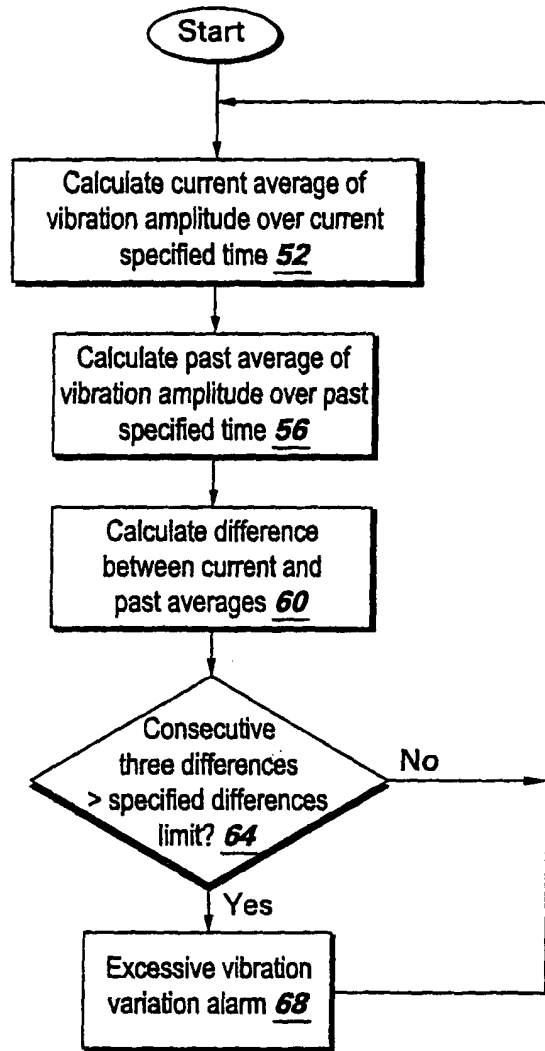 Start
Calculate current average of
vibration amplitude over current
specified time 52
Calculate past average of
vibration amplitude over past
specified time 56
Calculate difference
between current and
past averages 60
Consecutive
three differences
> specified differences
limit? 64
No
Yes
Excessive vibration
variation alarm 68